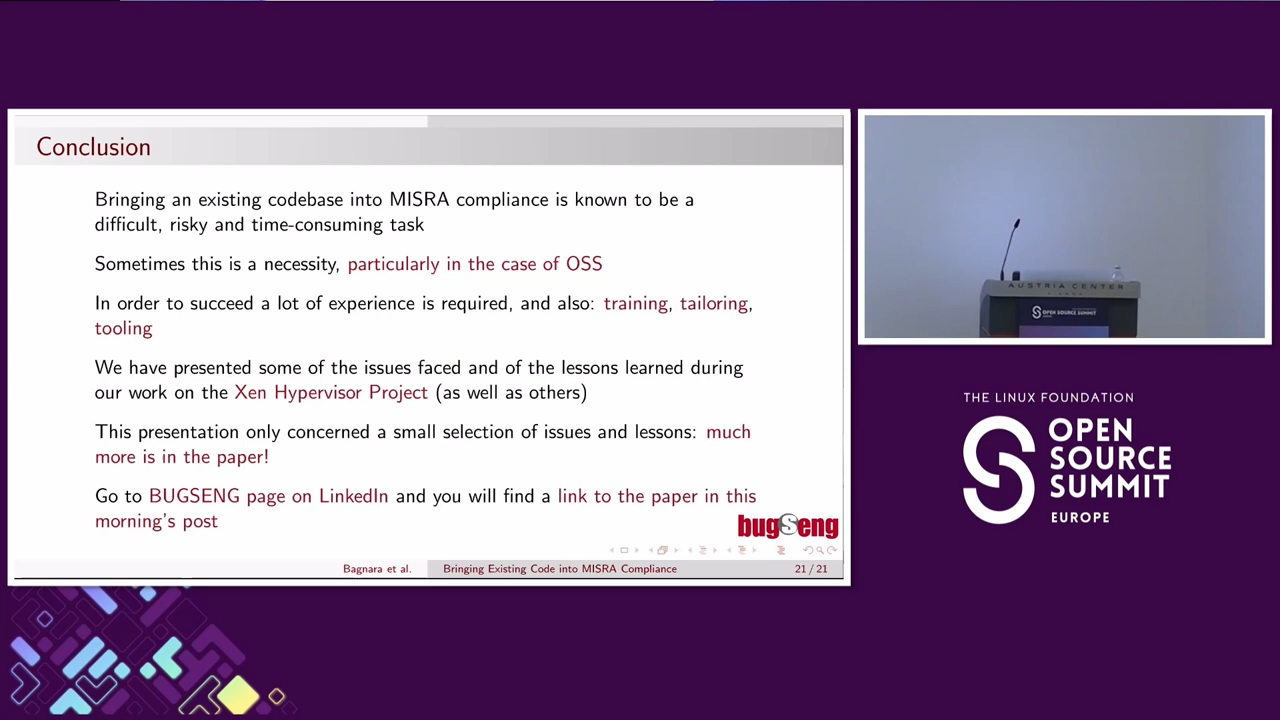 Conclusion
Bringing an existing codebase into MISRA compliance is known to be a
difficult, risky and time-consuming task
Sometimes this is a necessity, particularly in the case of OSS
In order to succeed a lot of experience is required, and also: training, tailoring,
tooling
We have presented some of the issues faced and of the lessons learned during
our work on the Xen Hypervisor Project (as well as others)
This presentation only concerned a small selection of issues and lessons: much
more is in the paper!
Go to BUGSENG page on LinkedIn and you will find a link to the paper in this
morning's post
bugSeng
Bagnara et al.
Bringing Existing Code into MISRA Compliance
21 / 21
AUSTRIA CENTER
OPEN SOURCE SUMMIT
THE LINUX FOUNDATION
OPEN
SOURCE
SUMMIT
EUROPE